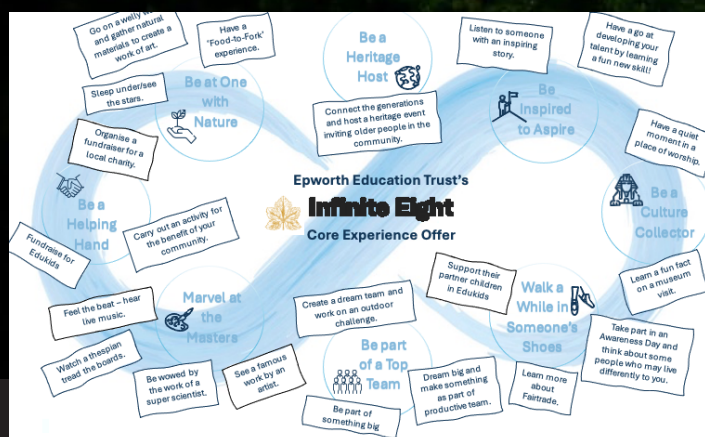 Go on a welly w
and gather natural
materials to create a
work of art.
Have a
'Food-to-Fork'
experience.
Be at One
with
Nature
Sleep under/see
the stars.
Be a
Heritage
Host
Connect the generations
and host a heritage event
inviting older people in the
community.
Listen to someone
with an inspiring
story.
Have a go at
developing your
talent by learning
a fun new skill!
Be
Inspired
to Aspire
Have a quiet
moment in a
place of worship.
Be a
Culture
Collector
Learn a fun fact
on a museum
visit.
Organise a
fundraiser for a
local charity.
Be a
Helping
Hand
Carry out an activity for
the benefit of your
community.
Fundraise for
Edukids
Epworth Education Trust's
Infinite Eight
Core Experience Offer
Feel the beat – hear
live music.
Marvel at
the
Masters
Watch a thespian
tread the boards.
Be wowed by
the work of a
super scientist.
See a famous
work by an
artist.
Create a dream team and
work on an outdoor
challenge.
Be part
of a Top
Team
Be part of
something big
Dream big and
make something
as part of
productive team.
Support their
partner children
in Edukids
Walk a
While in
Someone's
Shoes
Learn more
about
Fairtrade.
Take part in an
Awareness Day and
think about some
people who may live
differently to you.